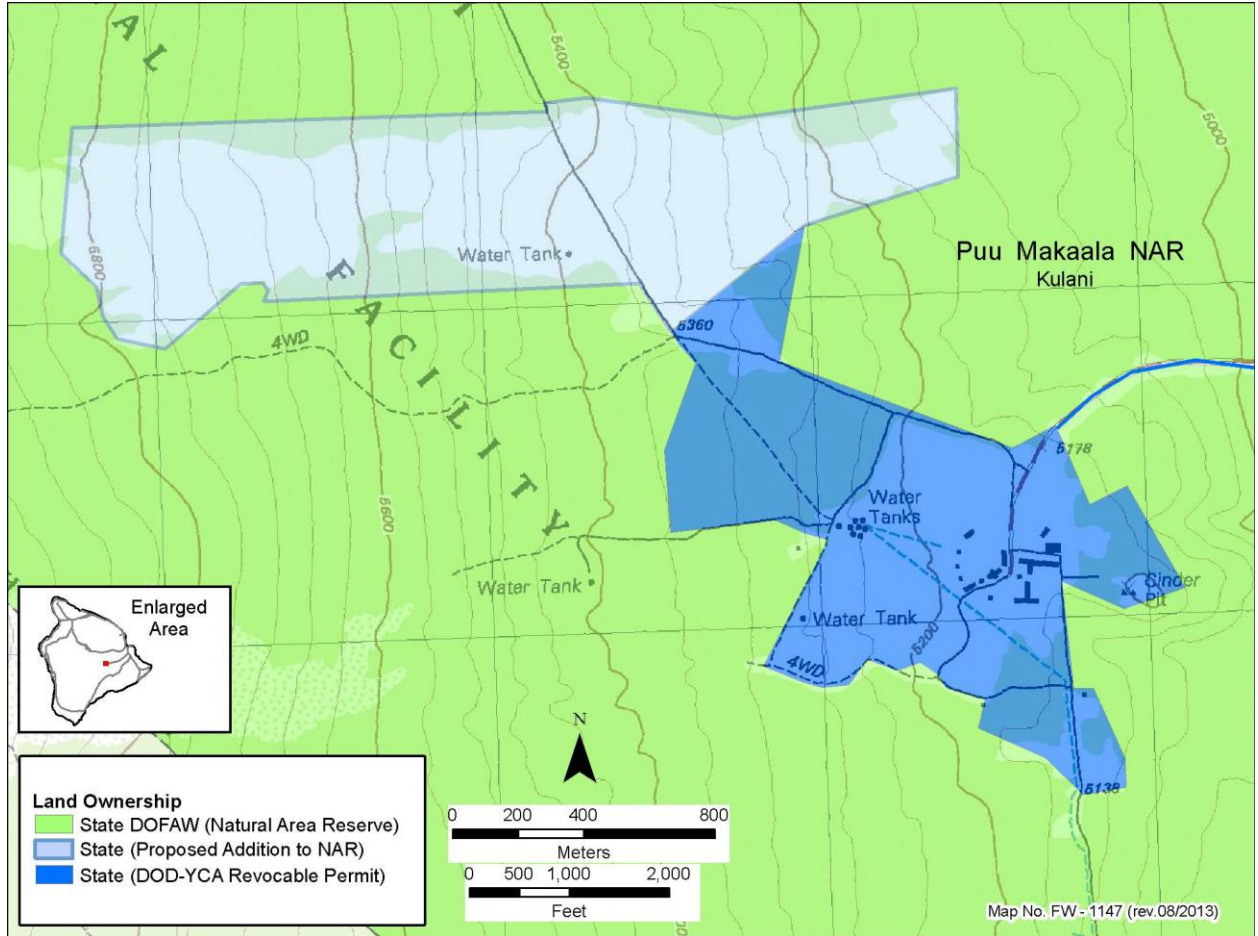 A L
I
5400
5000
Puu Makaala NAR
Kulani
Water Tank
5800
F A C I L I T Y
5360
4WD
5178
5600
Water
Tanks
Water Tank
Cinder
Pit
Water Tank
5200
4WD
5138
Enlarged
Area
N
Land Ownership
State DOFAW (Natural Area Reserve)
State (Proposed Addition to NAR)
State (DOD-YCA Revocable Permit)
0 200 400 800
Meters
0 500 1,000 2,000
Feet
Map No. FW - 1147 (rev.08/2013)